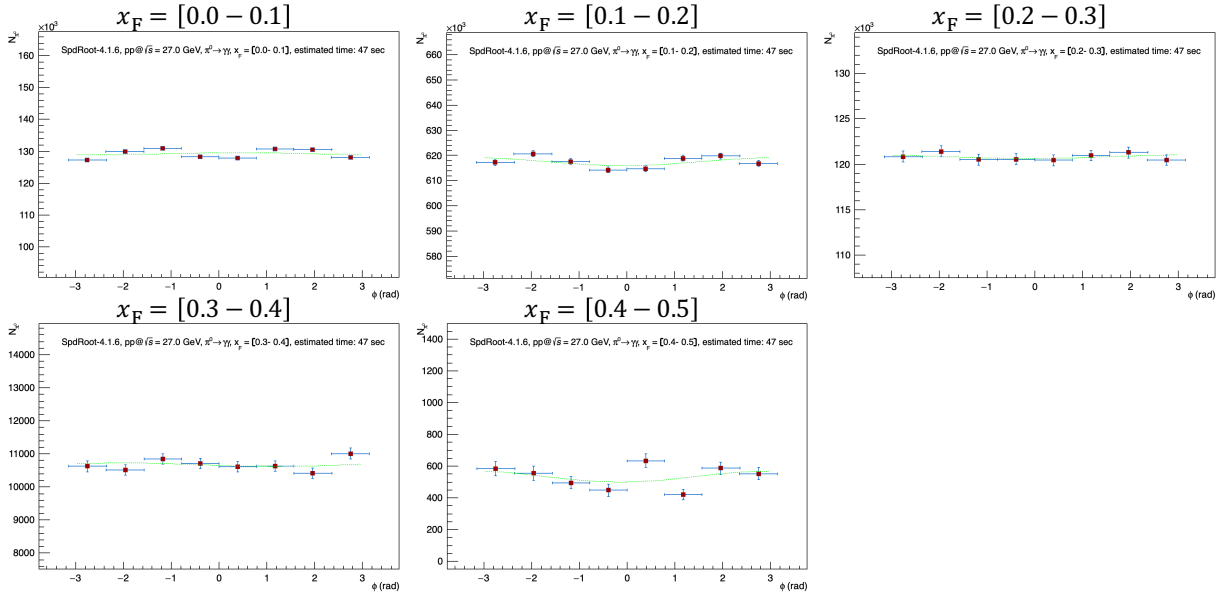 x_F = [0.0 − 0.1]
×10³
N_π⁰
SpdRoot-4.1.6, pp@√s = 27.0 GeV, π⁰→γγ, x_F = [0.0- 0.1], estimated time: 47 sec
160
150
140
130
120
110
100
−3 −2 −1 0 1 2 3
ϕ (rad)
x_F = [0.1 − 0.2]
×10³
N_π⁰
SpdRoot-4.1.6, pp@√s = 27.0 GeV, π⁰→γγ, x_F = [0.1- 0.2], estimated time: 47 sec
660
650
640
630
620
610
600
590
580
−3 −2 −1 0 1 2 3
ϕ (rad)
x_F = [0.2 − 0.3]
×10³
N_π⁰
SpdRoot-4.1.6, pp@√s = 27.0 GeV, π⁰→γγ, x_F = [0.2- 0.3], estimated time: 47 sec
130
125
120
115
110
−3 −2 −1 0 1 2 3
ϕ (rad)
x_F = [0.3 − 0.4]
N_π⁰
SpdRoot-4.1.6, pp@√s = 27.0 GeV, π⁰→γγ, x_F = [0.3- 0.4], estimated time: 47 sec
14000
13000
12000
11000
10000
9000
8000
−3 −2 −1 0 1 2 3
ϕ (rad)
x_F = [0.4 − 0.5]
N_π⁰
SpdRoot-4.1.6, pp@√s = 27.0 GeV, π⁰→γγ, x_F = [0.4- 0.5], estimated time: 47 sec
1400
1200
1000
800
600
400
200
0
−3 −2 −1 0 1 2 3
ϕ (rad)